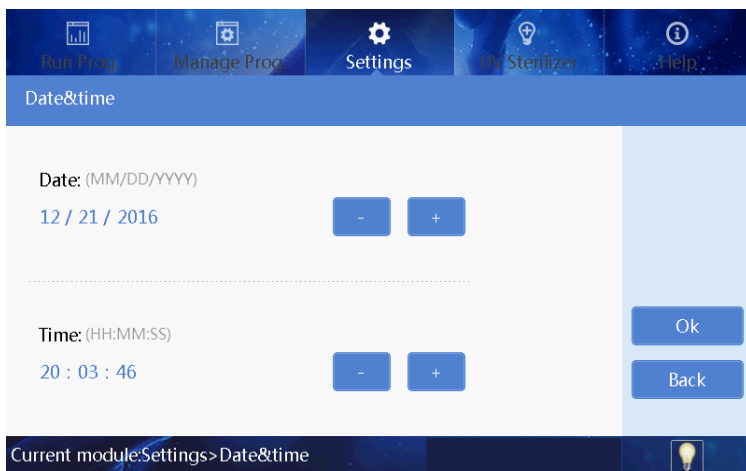 Run Prog. Manage Prog. Settings UV Sterilizer Help
Date&time
Date: (MM/DD/YYYY)
12 / 21 / 2016
- +
Time: (HH:MM:SS)
20 : 03 : 46
- +
Ok
Back
Current module:Settings>Date&time